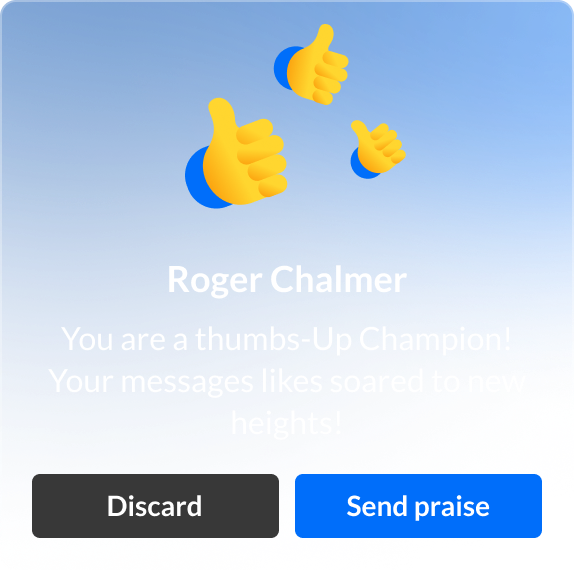 Roger Chalmer
You are a thumbs-Up Champion!
Your messages likes soared to new
heights!
Discard
Send praise